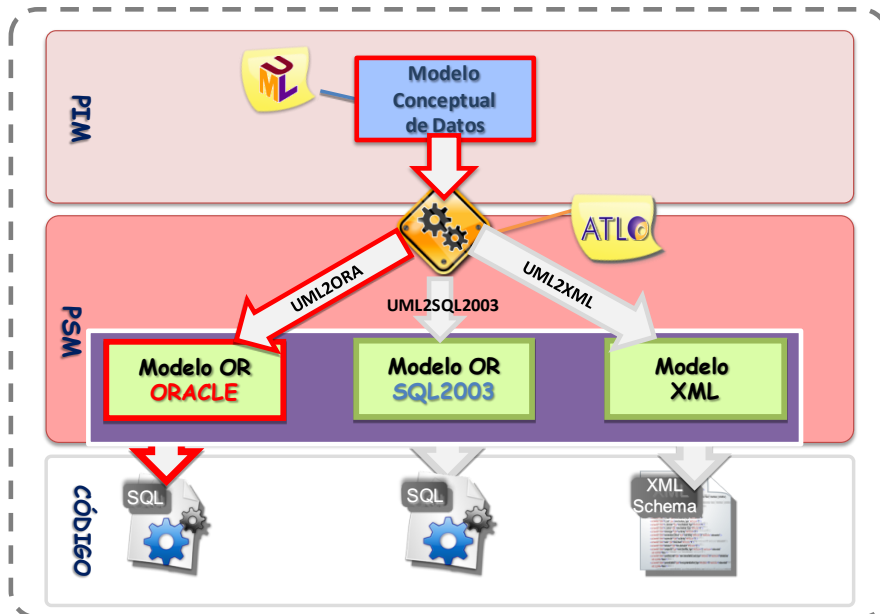 PIM
UML
Modelo
Conceptual
de Datos
PSM
ATL
UML2ORA
UML2SQL2003
UML2XML
Modelo OR
ORACLE
Modelo OR
SQL2003
Modelo
XML
CÓDIGO
SQL
SQL
XML
Schema